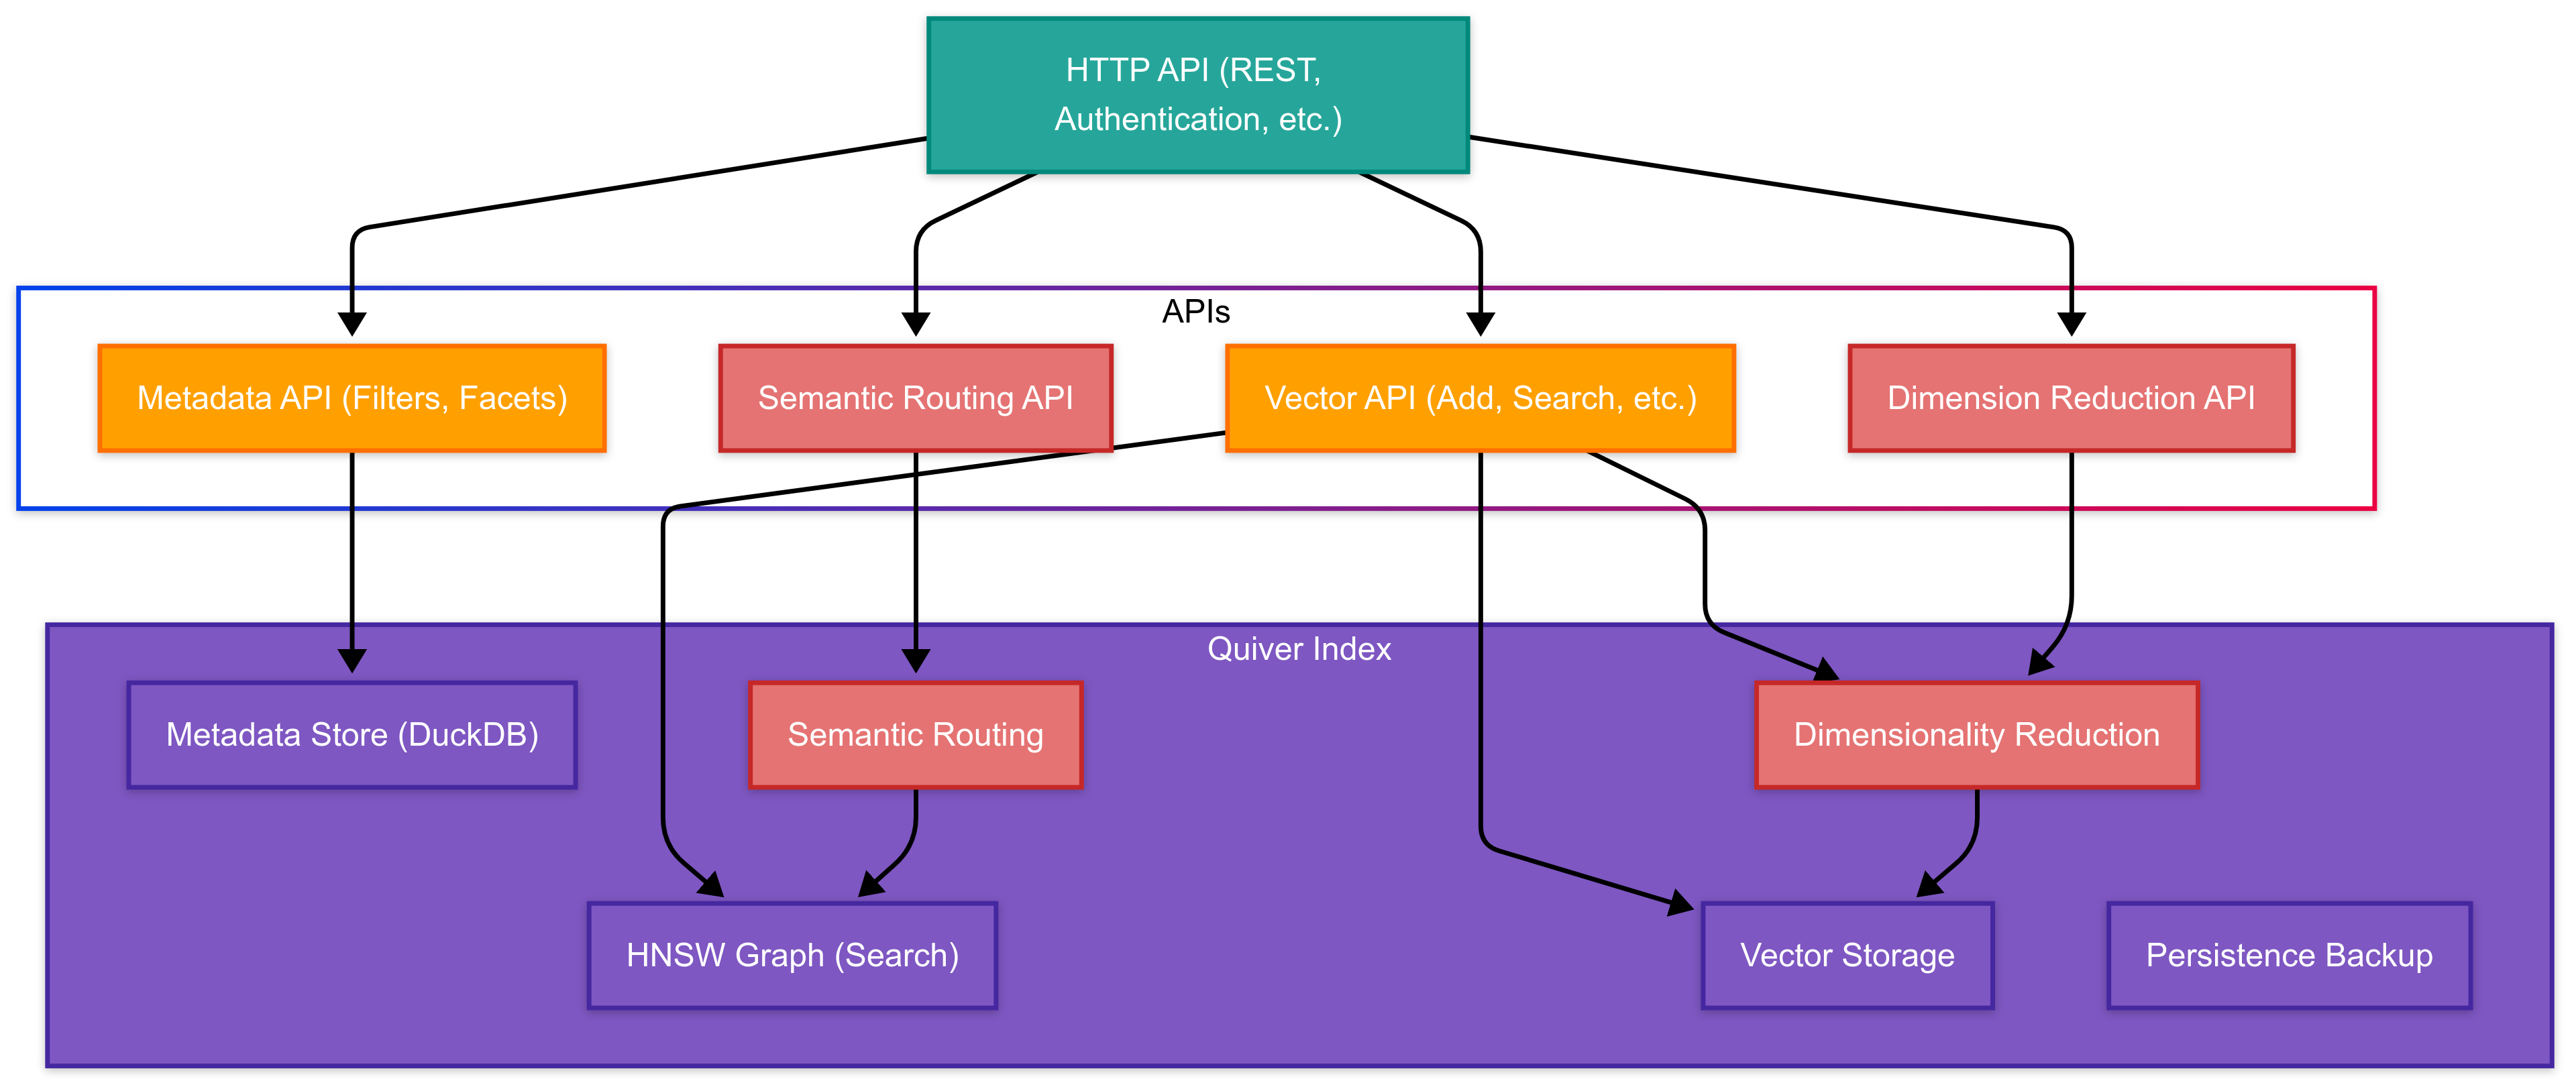 HTTP API (REST,
Authentication, etc.)
APIs
Metadata API (Filters, Facets)
Semantic Routing API
Vector API (Add, Search, etc.)
Dimension Reduction API
Quiver Index
Metadata Store (DuckDB)
Semantic Routing
Dimensionality Reduction
HNSW Graph (Search)
Vector Storage
Persistence Backup